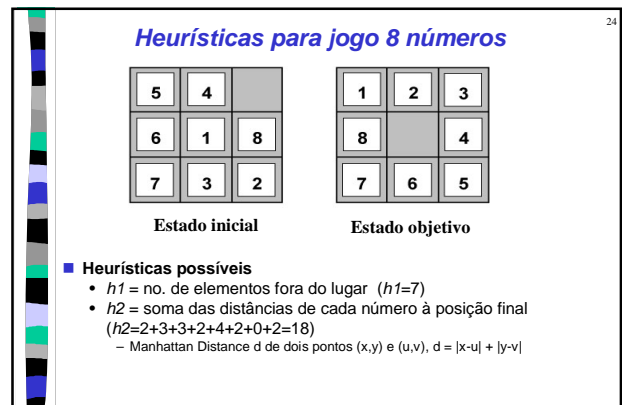 24
Heurísticas para jogo 8 números
5 4
6 1 8
7 3 2
Estado inicial
1 2 3
8 4
7 6 5
Estado objetivo
Heurísticas possíveis
• h1 = no. de elementos fora do lugar (h1=7)
• h2 = soma das distâncias de cada número à posição final
(h2=2+3+3+2+4+2+0+2=18)
– Manhattan Distance d de dois pontos (x,y) e (u,v), d = |x-u| + |y-v|